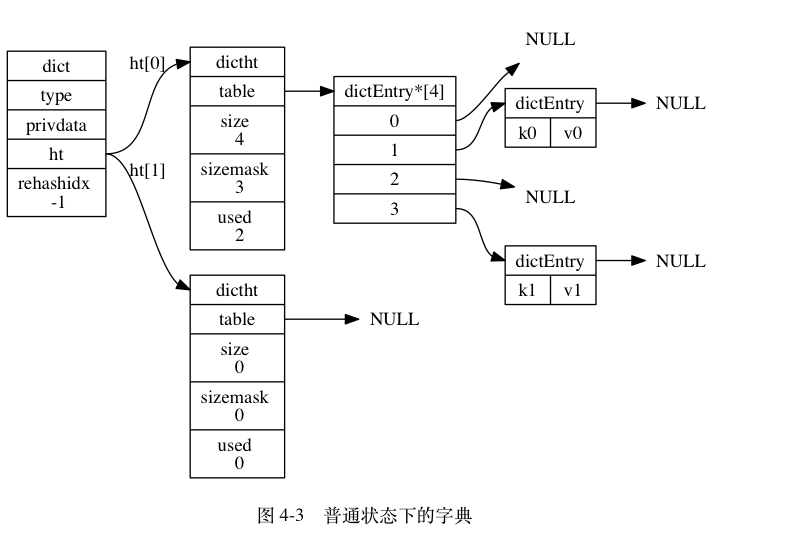 dict
type
privdata
ht
rehashidx
-1
ht[0]
ht[1]
dictht
table
size
4
sizemask
3
used
2
dictht
table
size
0
sizemask
0
used
0
NULL
dictEntry*[4]
0
1
2
3
NULL
dictEntry
k0 v0
NULL
NULL
dictEntry
k1 v1
NULL
图 4-3 普通状态下的字典